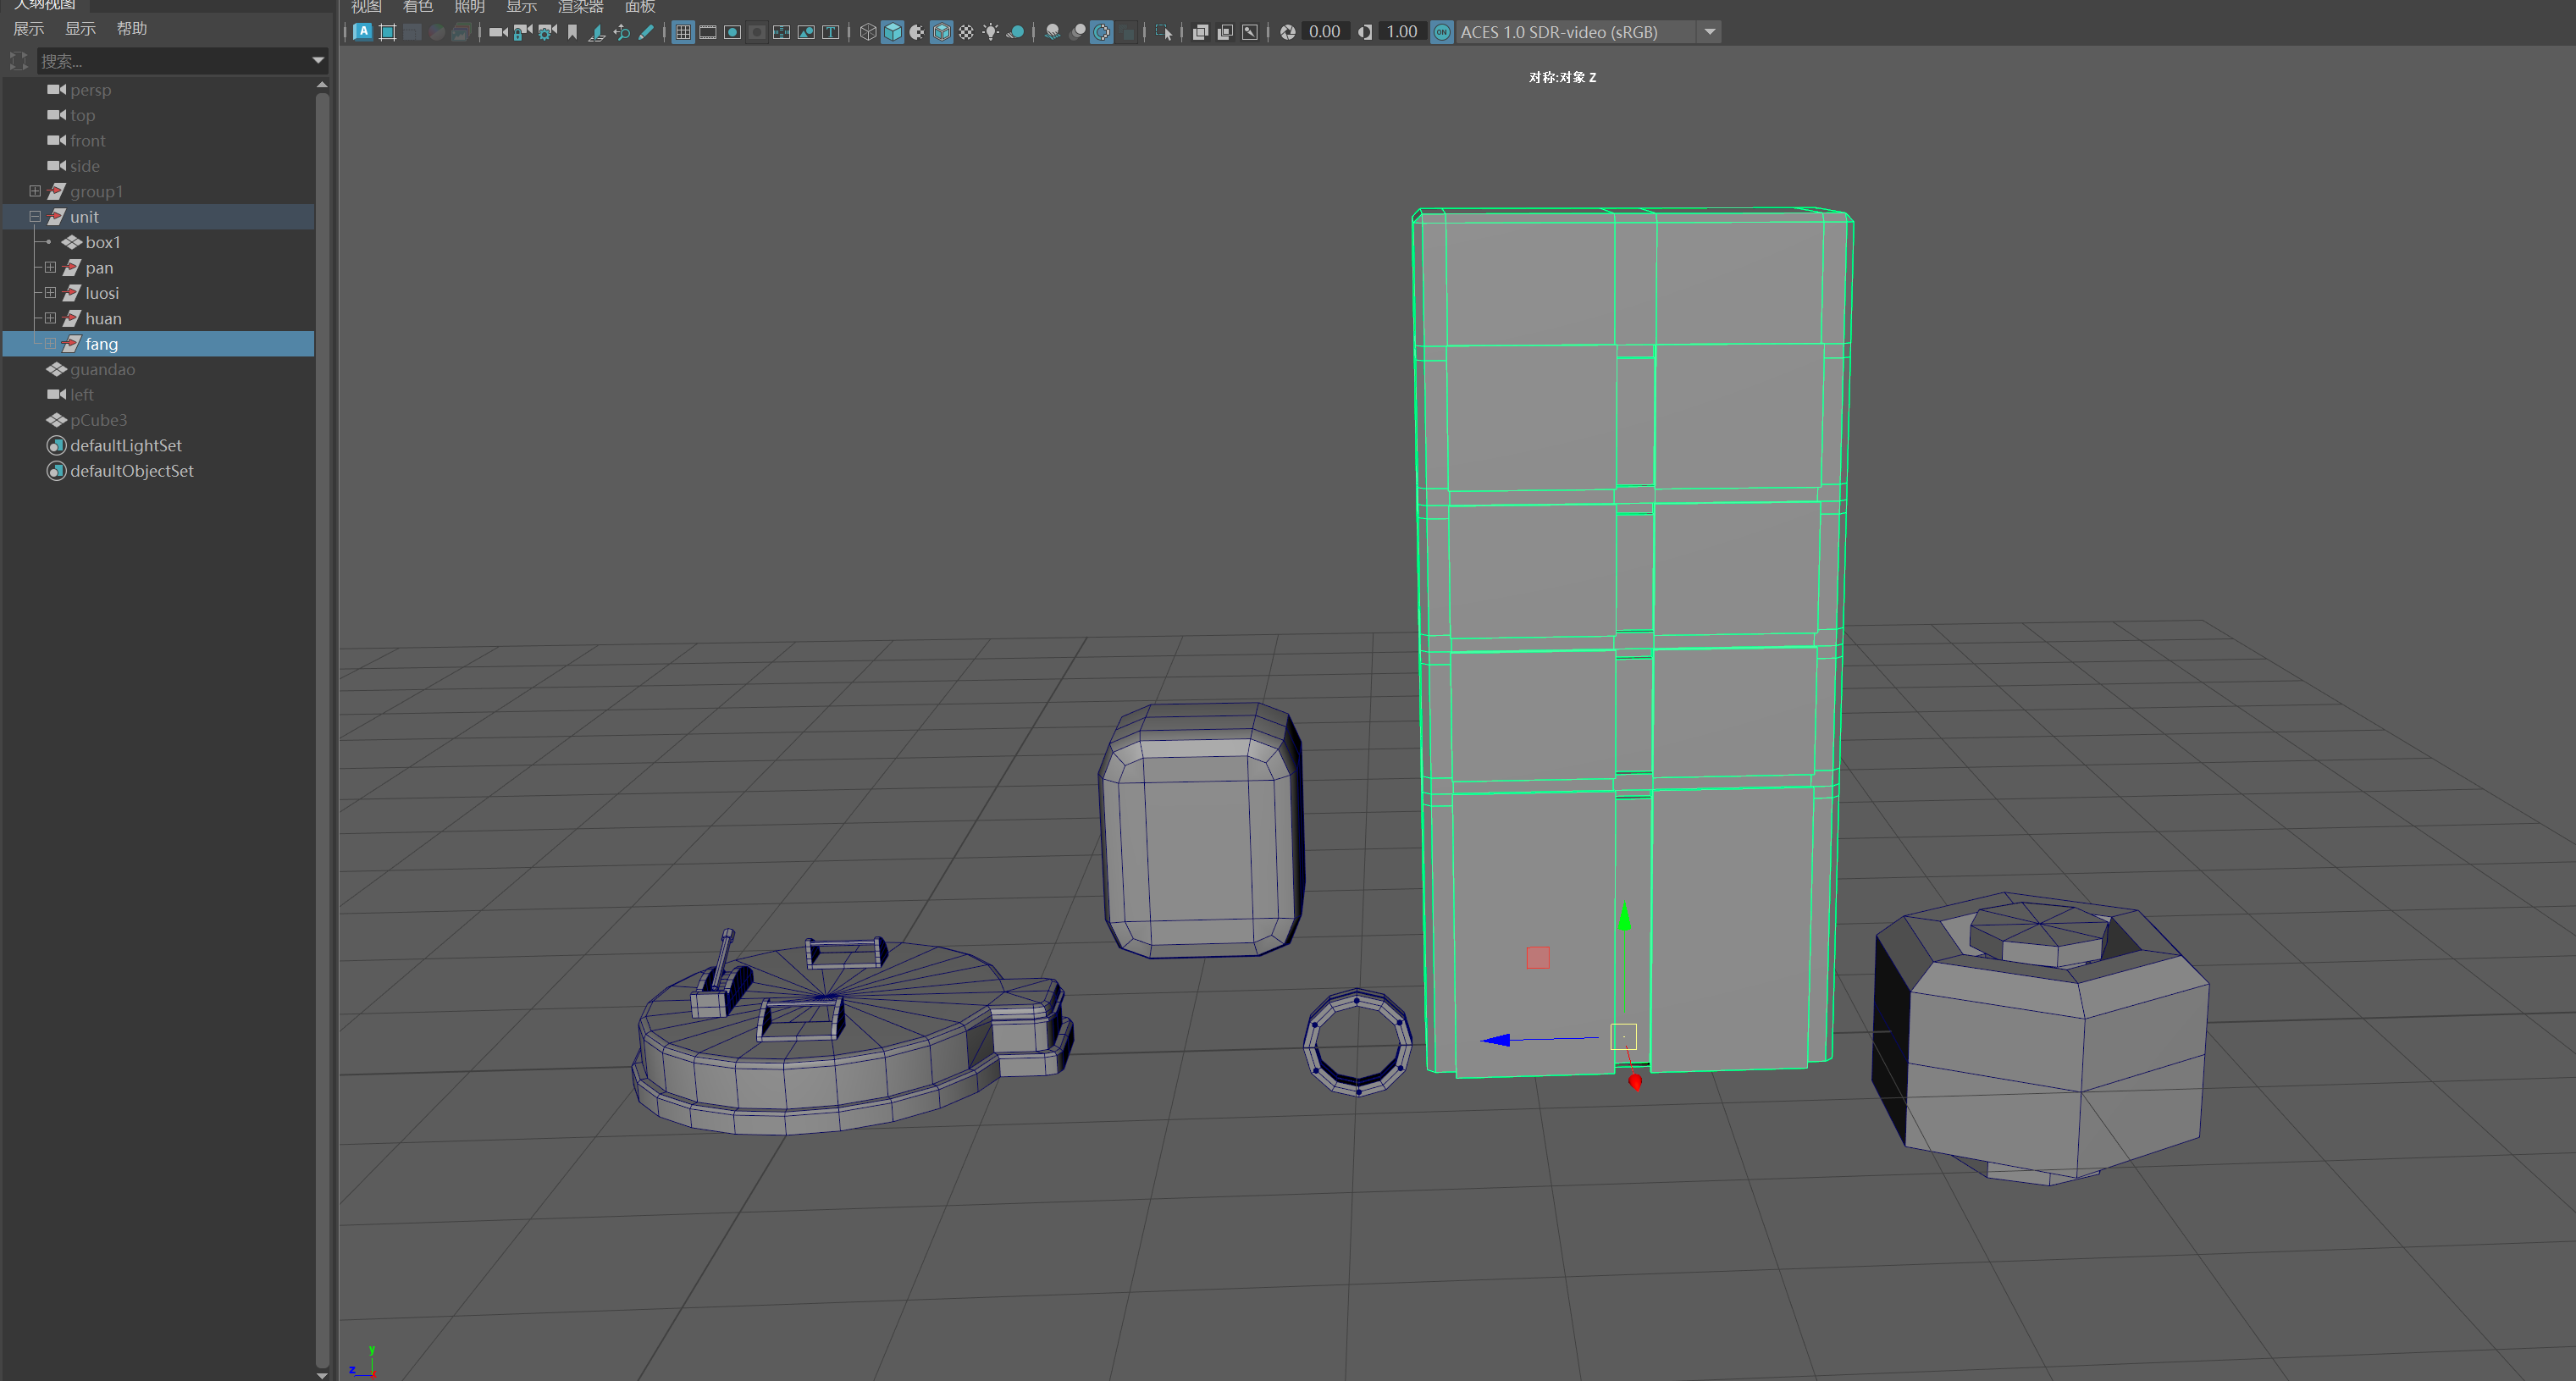 大纲视图
展示 显示 帮助
搜索...
persp
top
front
side
group1
unit
box1
pan
luosi
huan
fang
guandao
left
pCube3
defaultLightSet
defaultObjectSet
视图 着色 照明 显示 渲染器 面板
A T 0.00 1.00 ON ACES 1.0 SDR-video (sRGB)
对称:对象 Z
y
z